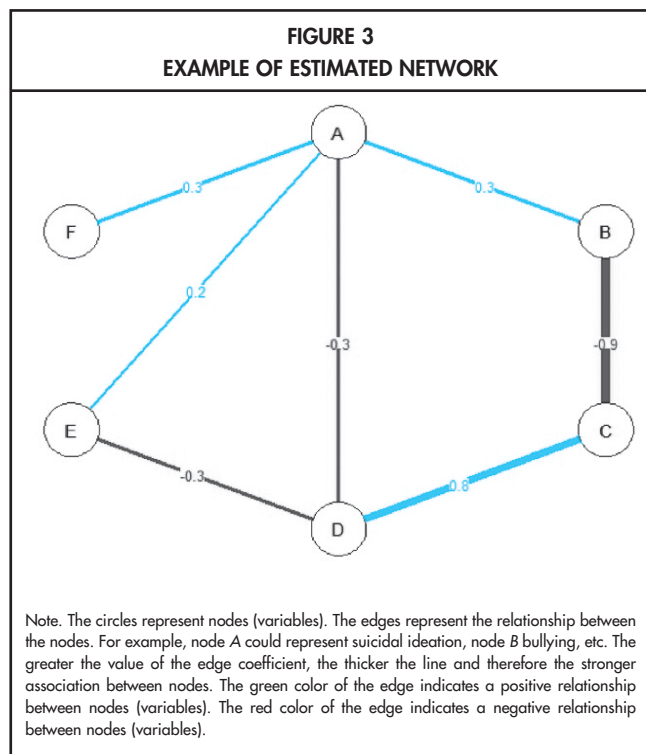 FIGURE 3
EXAMPLE OF ESTIMATED NETWORK
A
0.3
0.3
F
B
0.2
-0.3
-0.9
E
C
-0.3
0.8
D
Note. The circles represent nodes (variables). The edges represent the relationship between
the nodes. For example, node A could represent suicidal ideation, node B bullying, etc. The
greater the value of the edge coefficient, the thicker the line and therefore the stronger
association between nodes. The green color of the edge indicates a positive relationship
between nodes (variables). The red color of the edge indicates a negative relationship
between nodes (variables).